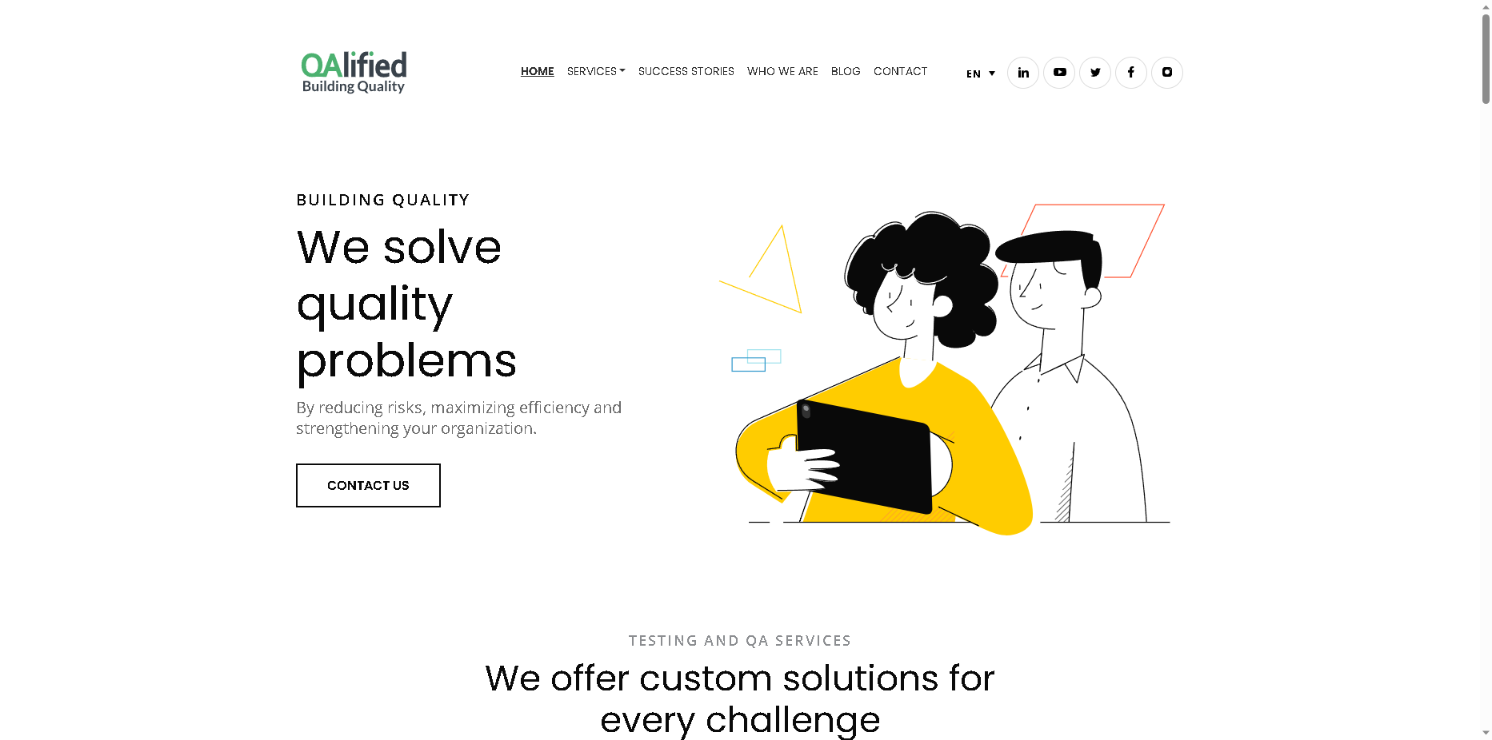 QAlified
Building Quality
HOME SERVICES SUCCESS STORIES WHO WE ARE BLOG CONTACT EN
BUILDING QUALITY
We solve
quality
problems
By reducing risks, maximizing efficiency and
strengthening your organization.
CONTACT US
TESTING AND QA SERVICES
We offer custom solutions for
every challenge